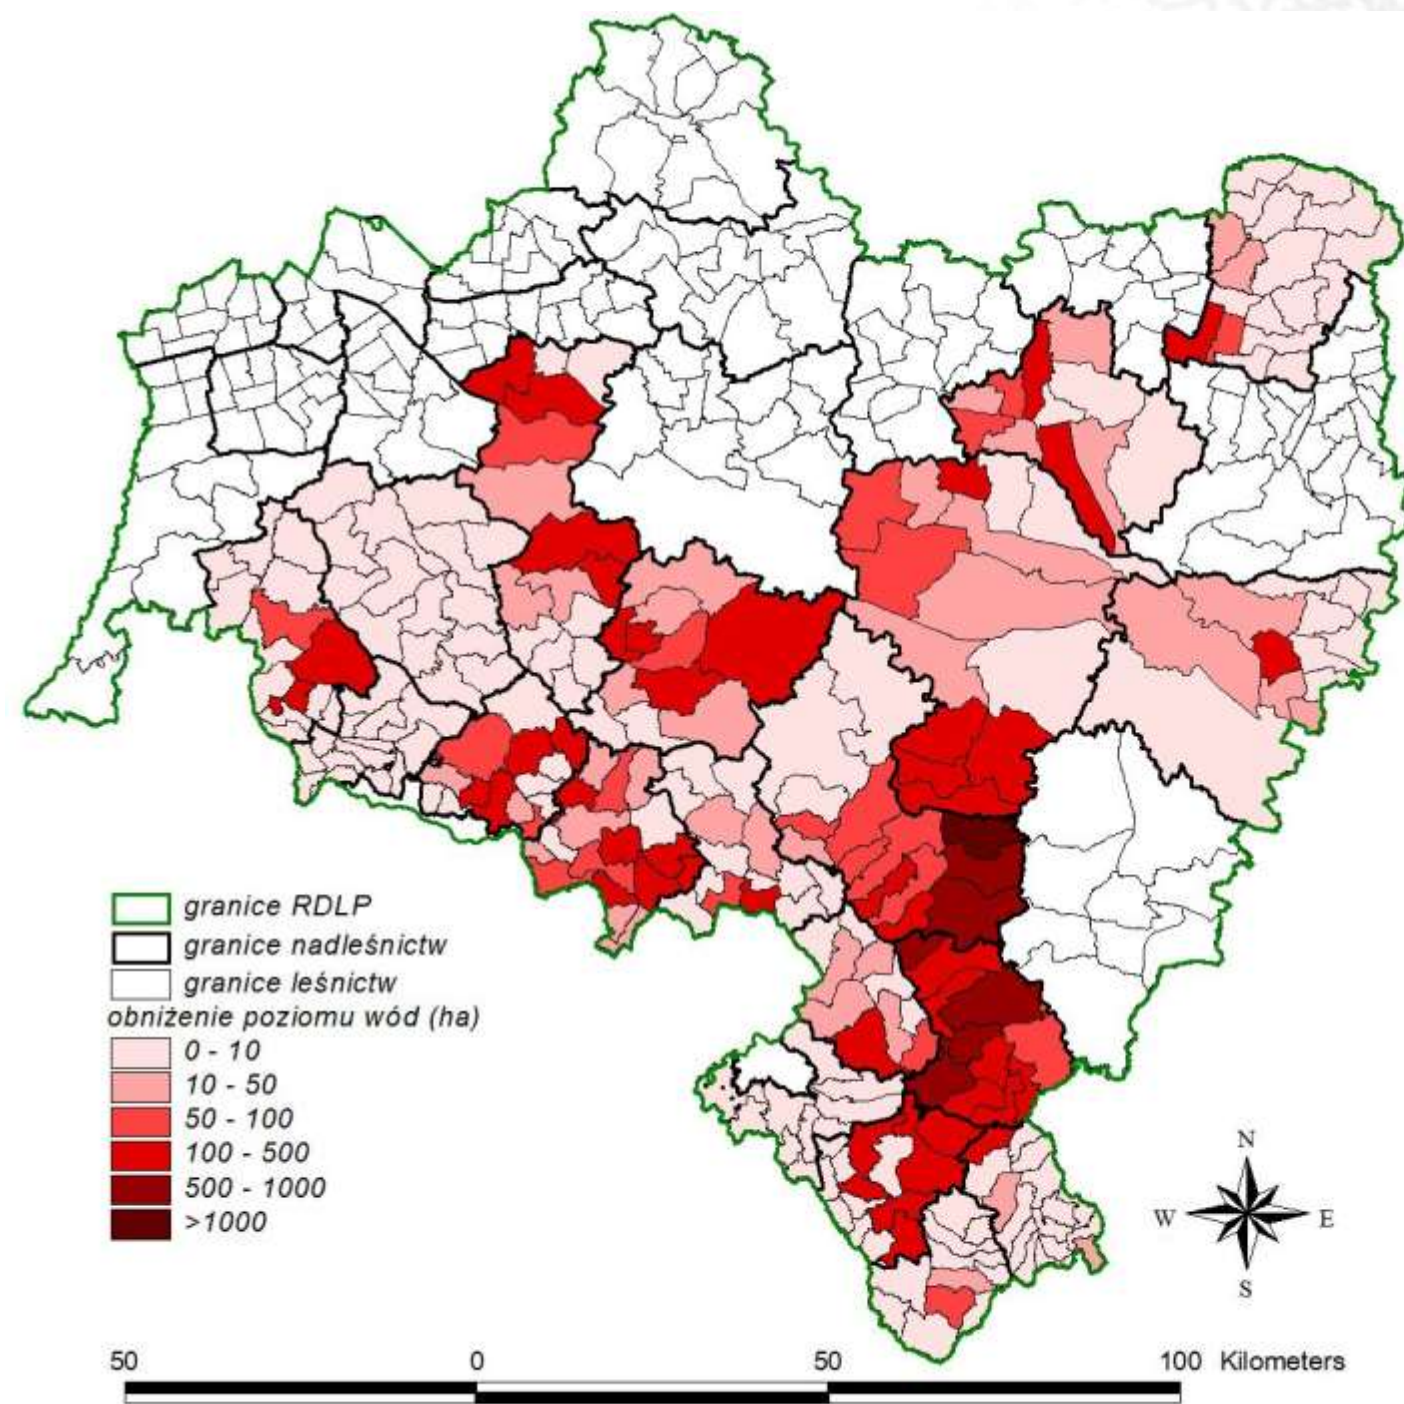 granice RDLP
granice nadleśnictw
granice leśnictw
obniżenie poziomu wód (ha)
0 - 10
10 - 50
50 - 100
100 - 500
500 - 1000
>1000
N
W E
S
50 0 50 100 Kilometers